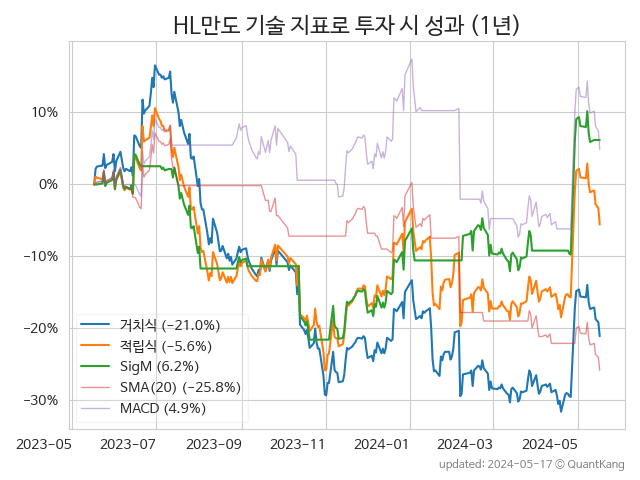 HL만도 기술 지표로 투자 시 성과 (1년)
10%
0%
−10%
−20%
−30%
거치식 (−21.0%)
적립식 (−5.6%)
SigM (6.2%)
SMA(20) (−25.8%)
MACD (4.9%)
2023−05 2023−07 2023−09 2023−11 2024−01 2024−03 2024−05
updated: 2024−05−17 © QuantKang